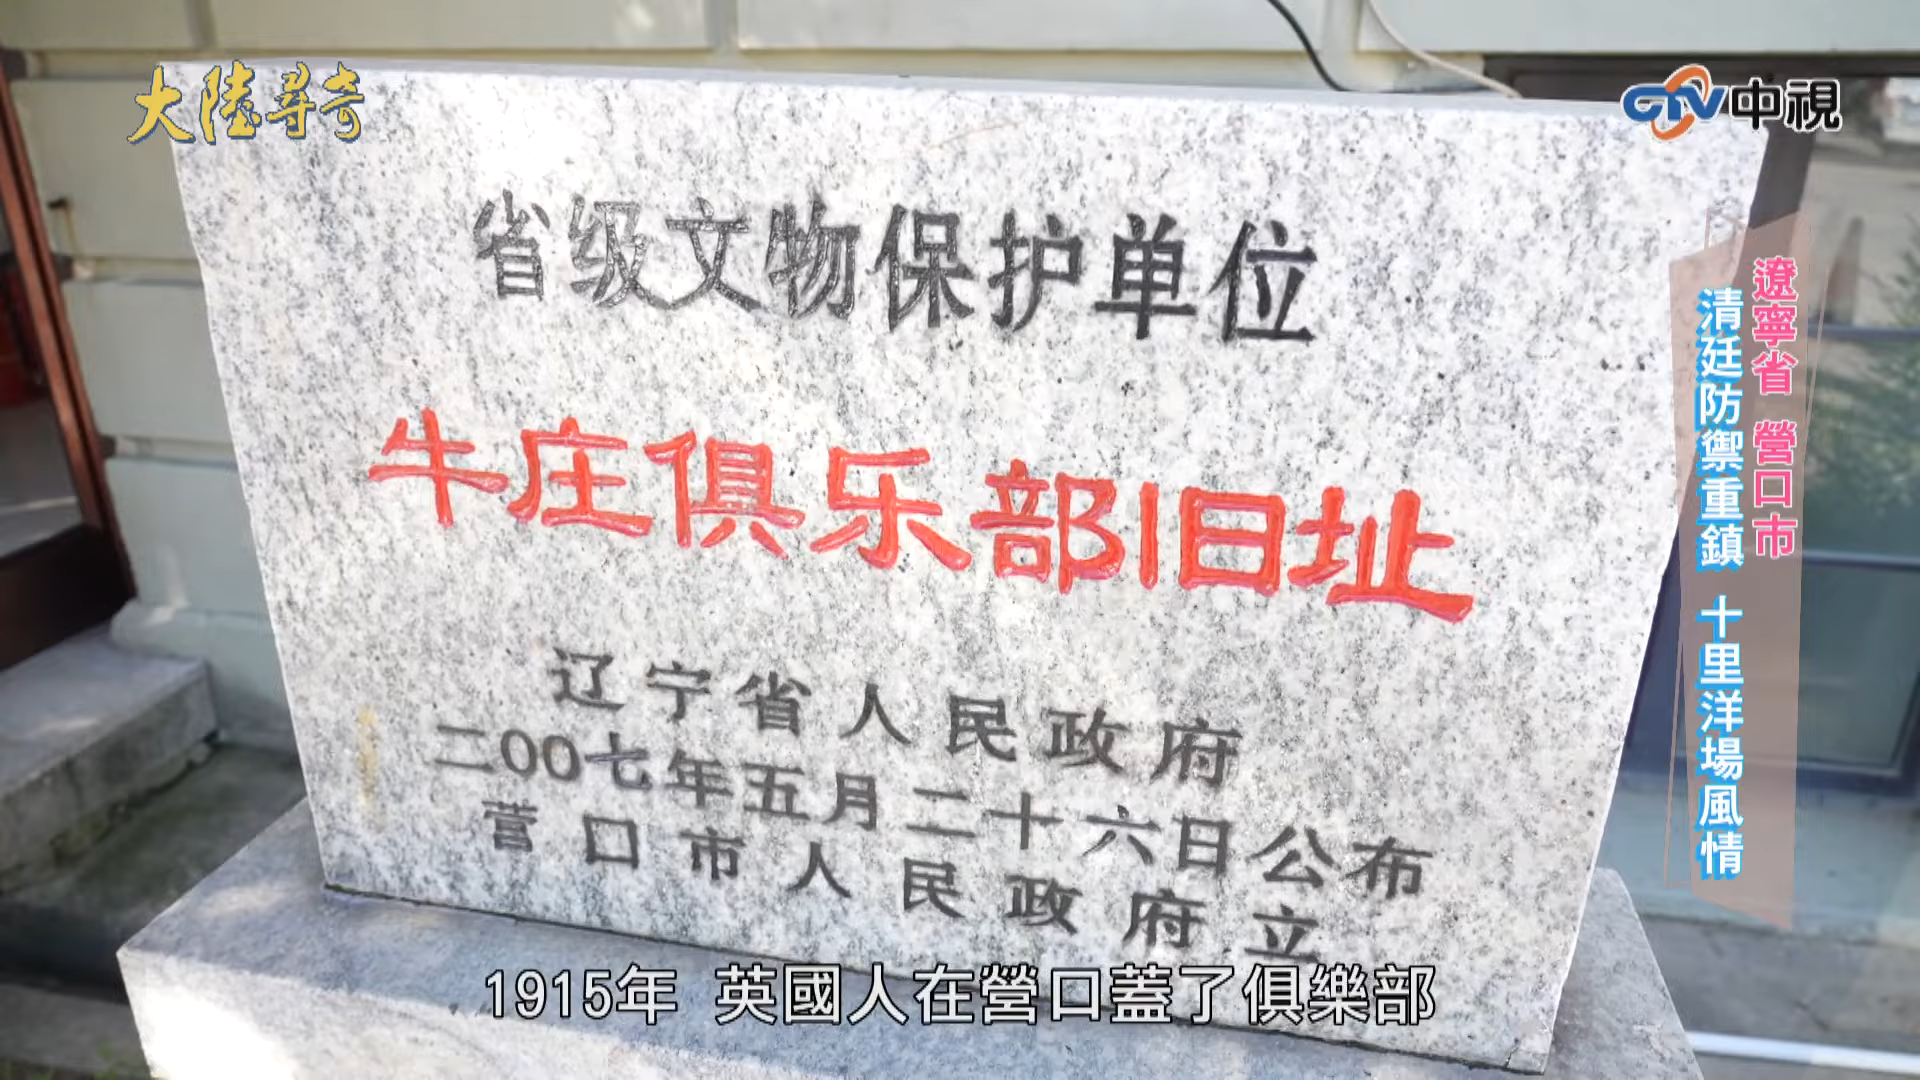 大陸尋奇
CTV中視
省级文物保护单位
牛庄俱乐部旧址
辽宁省人民政府
二00七年五月二十六日公布
营口市人民政府立
遼寧省 營口市
清廷防禦重鎮 十里洋場風情
1915年 英國人在營口蓋了俱樂部